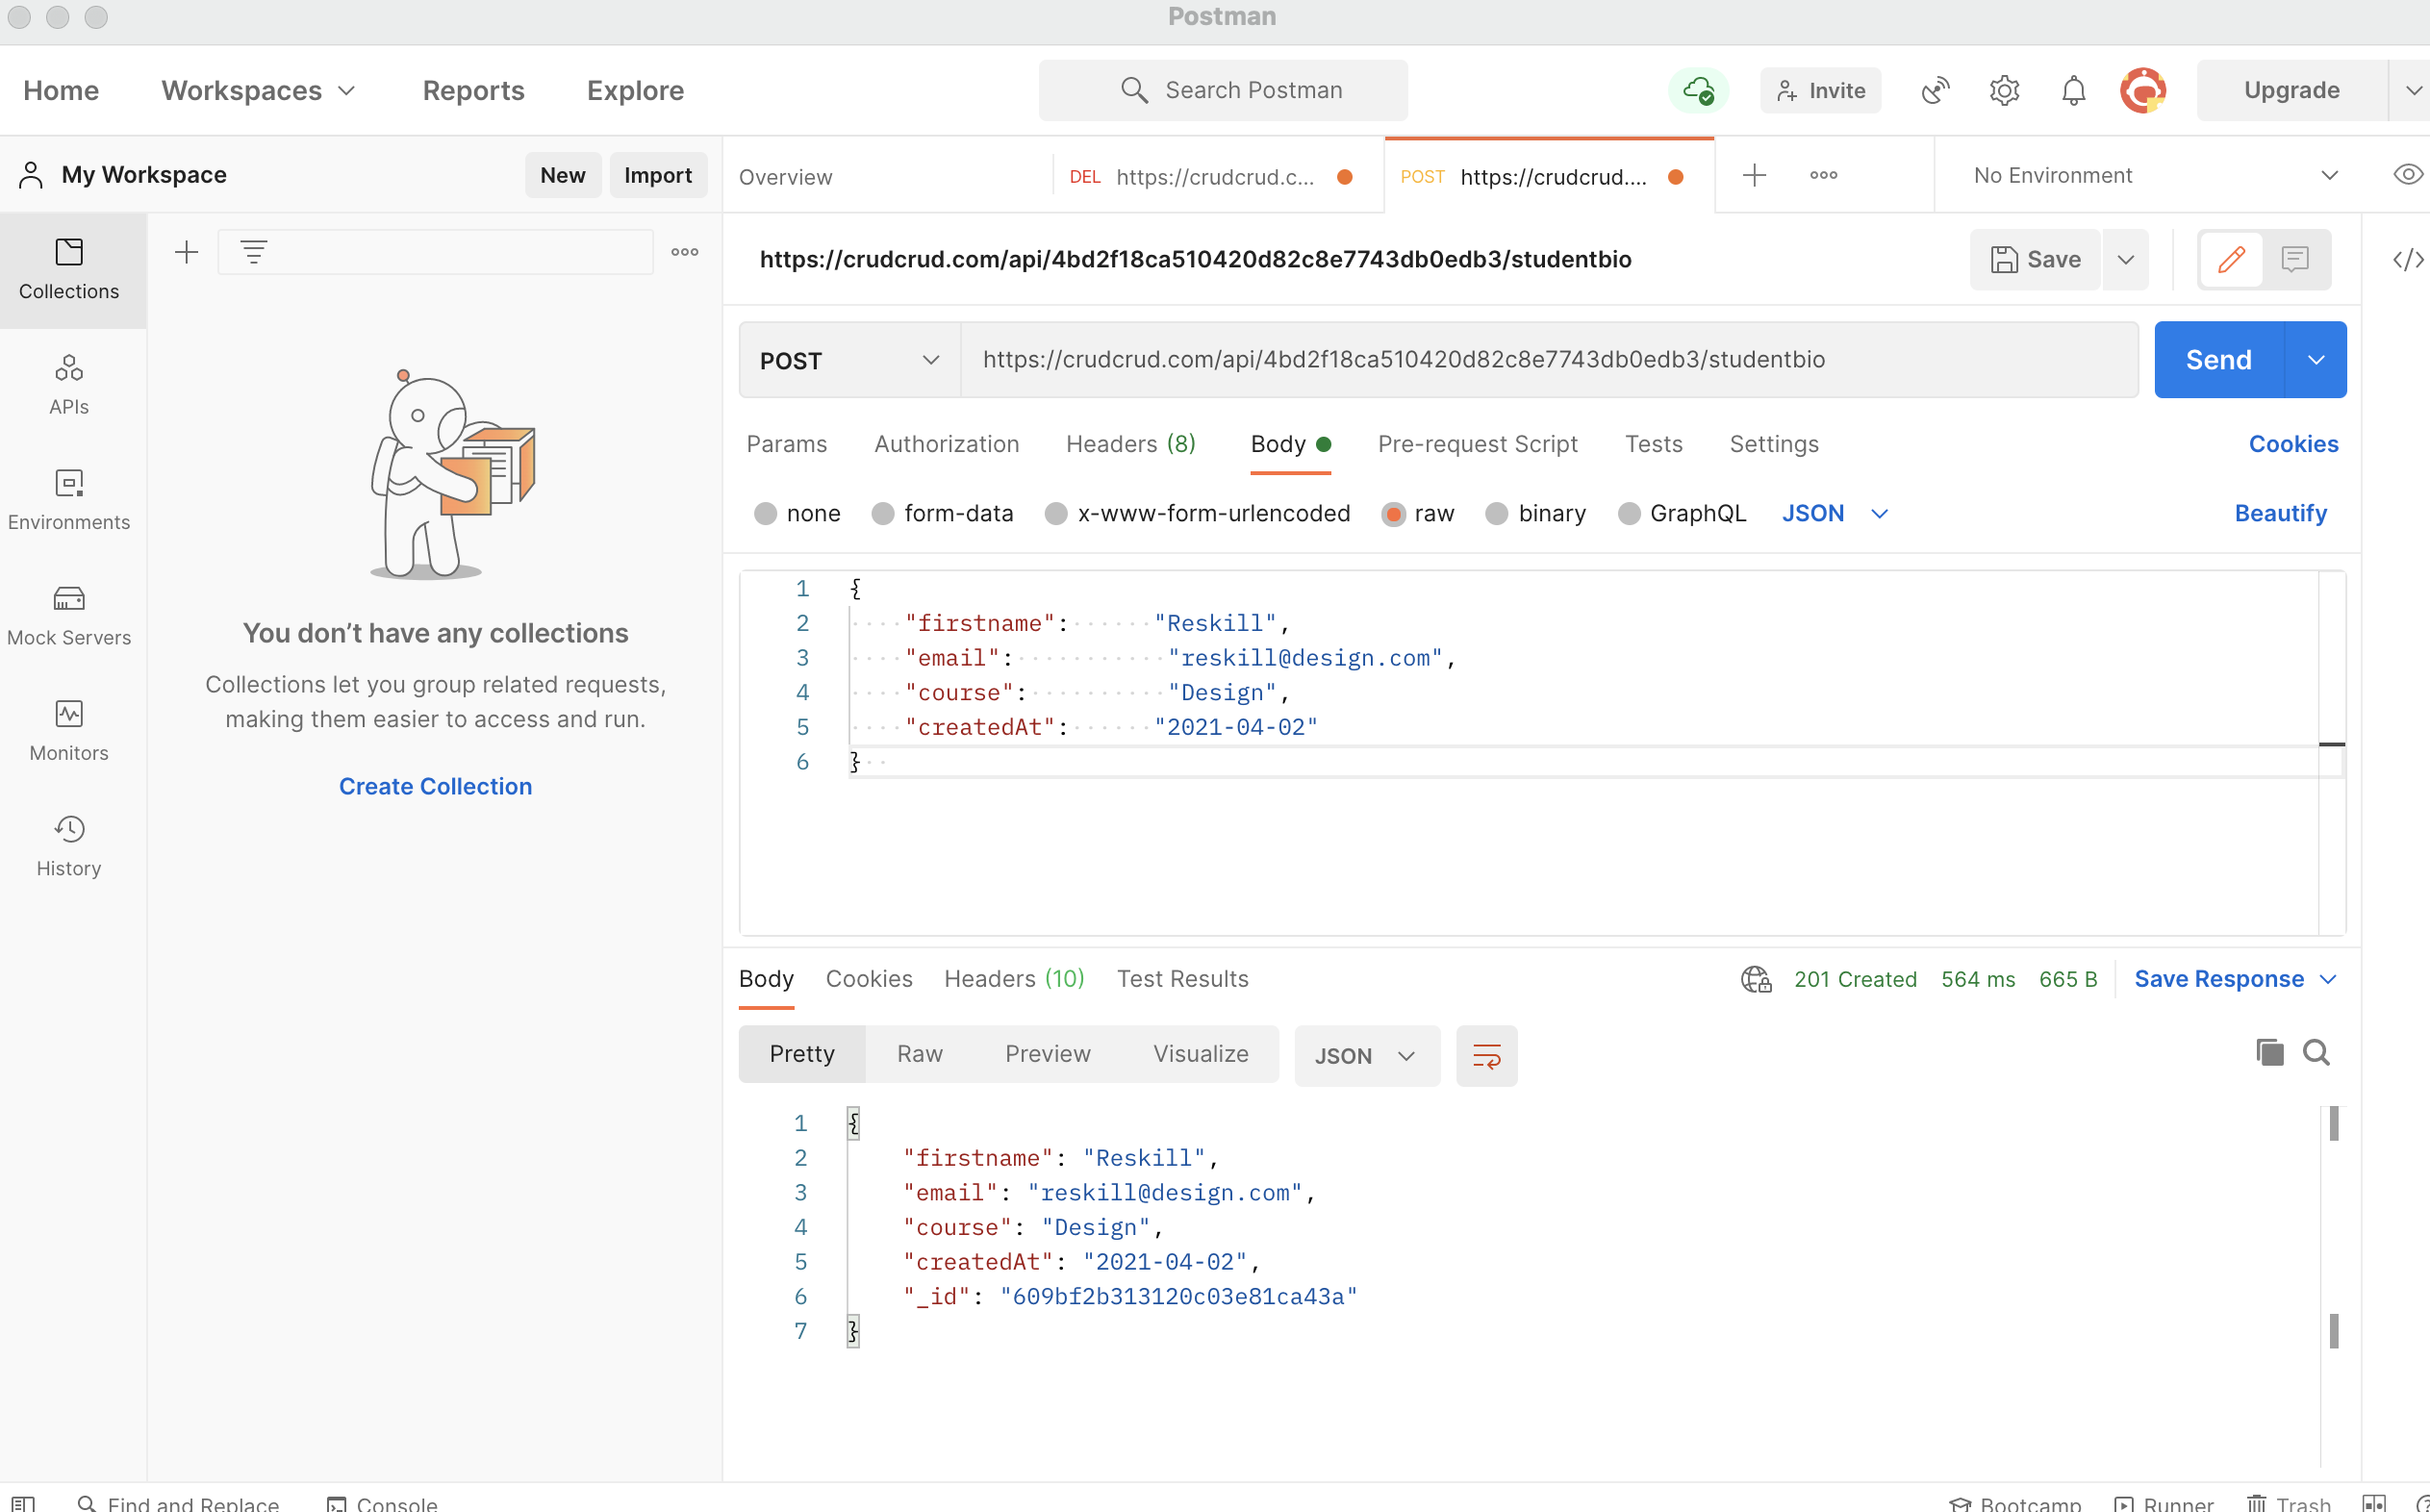 Postman
Home Workspaces Reports Explore Search Postman Invite Upgrade
My Workspace New Import Overview DEL https://crudcrud.c... POST https://crudcrud.... No Environment
Collections
https://crudcrud.com/api/4bd2f18ca510420d82c8e7743db0edb3/studentbio Save </>
POST https://crudcrud.com/api/4bd2f18ca510420d82c8e7743db0edb3/studentbio Send
APIs
Params Authorization Headers (8) Body Pre-request Script Tests Settings Cookies
Environments
none form-data x-www-form-urlencoded raw binary GraphQL JSON Beautify
Mock Servers
You don’t have any collections
Collections let you group related requests,
making them easier to access and run.
Monitors
Create Collection
History
1 {
2 "firstname": "Reskill",
3 "email": "reskill@design.com",
4 "course": "Design",
5 "createdAt": "2021-04-02"
6 }
Body Cookies Headers (10) Test Results 201 Created 564 ms 665 B Save Response
Pretty Raw Preview Visualize JSON
1 {
2 "firstname": "Reskill",
3 "email": "reskill@design.com",
4 "course": "Design",
5 "createdAt": "2021-04-02",
6 "_id": "609bf2b313120c03e81ca43a"
7 }
Find and Replace Console Bootcamp Runner Trash